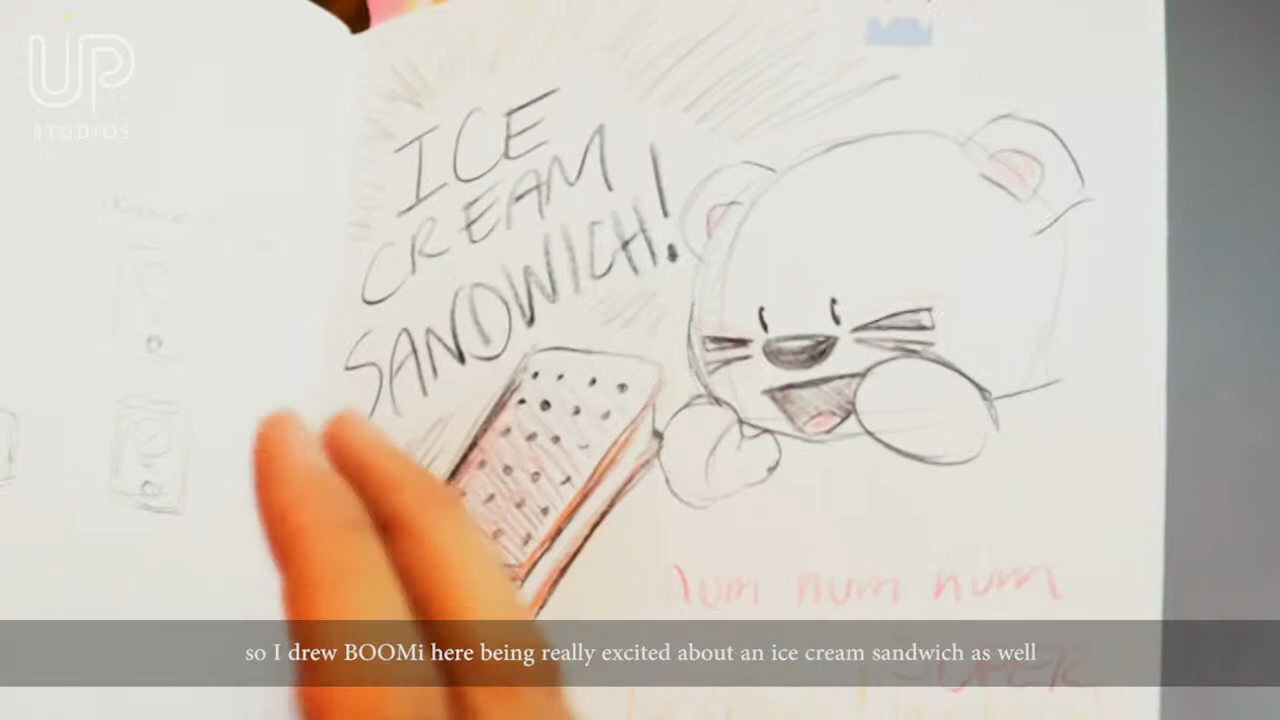 UP
STUDIOS
ICE
CREAM
SANDWICH!
num num
so I drew BOOMi here being really excited about an ice cream sandwich as well